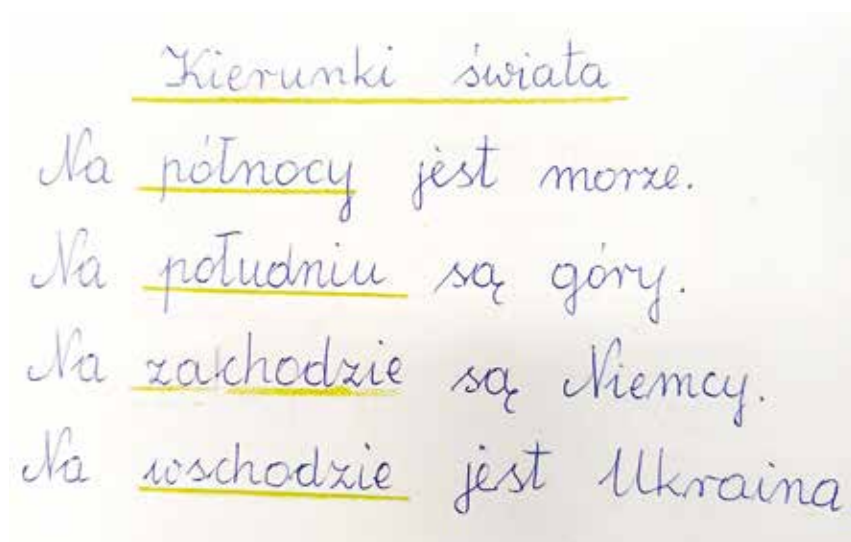 Kierunki świata
Na północy jest morze.
Na południu są góry.
Na zachodzie są Niemcy.
Na wschodzie jest Ukraina